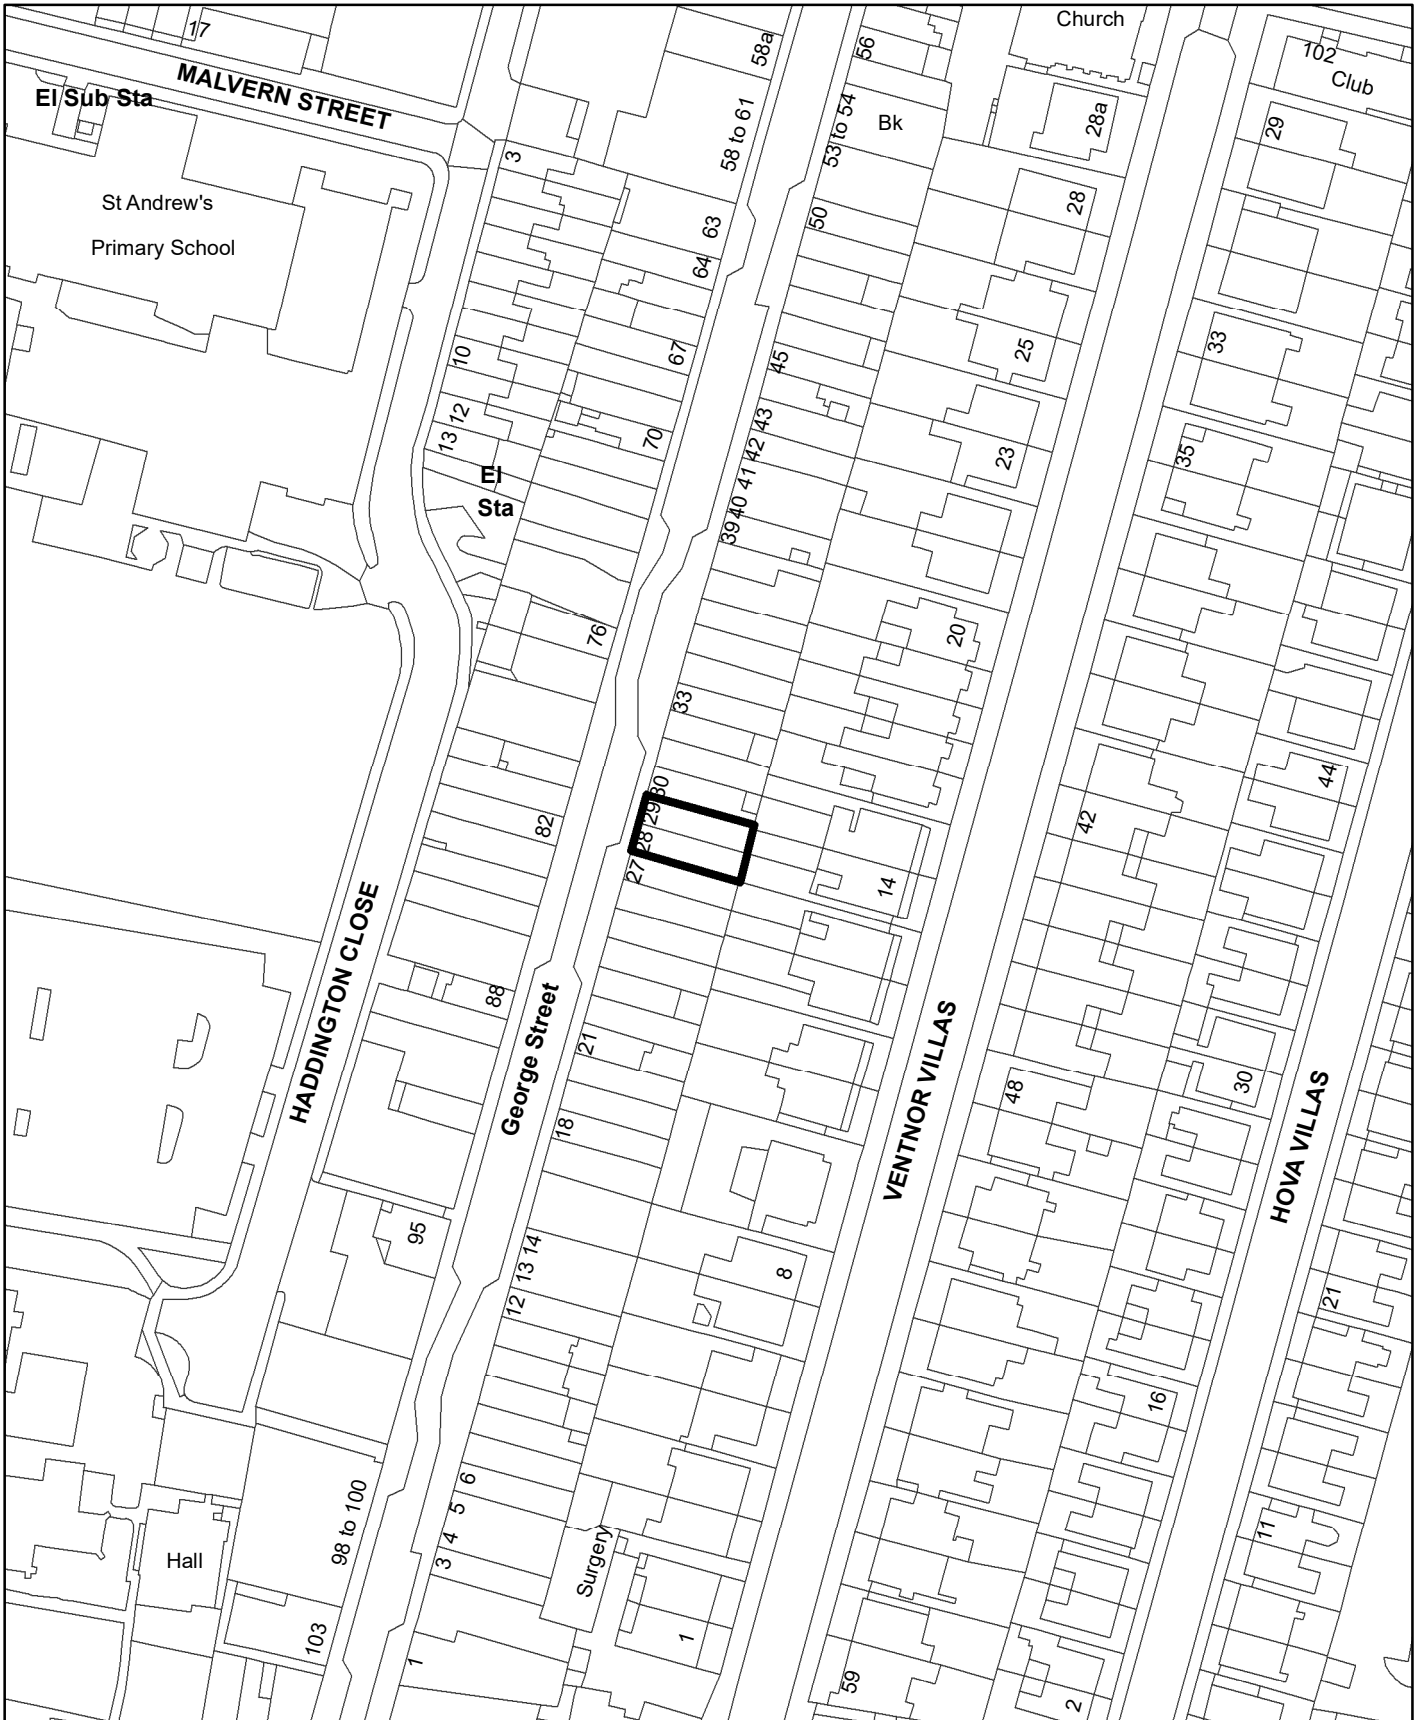 17
MALVERN STREET
El Sub Sta
St Andrew's
Primary School
3
10
12
13
El
Sta
58a
58 to 61
63
64
67
70
76
82
88
95
98 to 100
103
Hall
HADDINGTON CLOSE
George Street
56
53 to 54
Bk
50
45
43
42
41
40
39
33
30
29
28
27
21
18
14
13
12
6
5
4
3
1
Surgery
Church
28a
28
25
23
20
14
8
1
VENTNOR VILLAS
102
Club
29
33
35
42
48
59
44
30
16
2
HOVA VILLAS
21
11